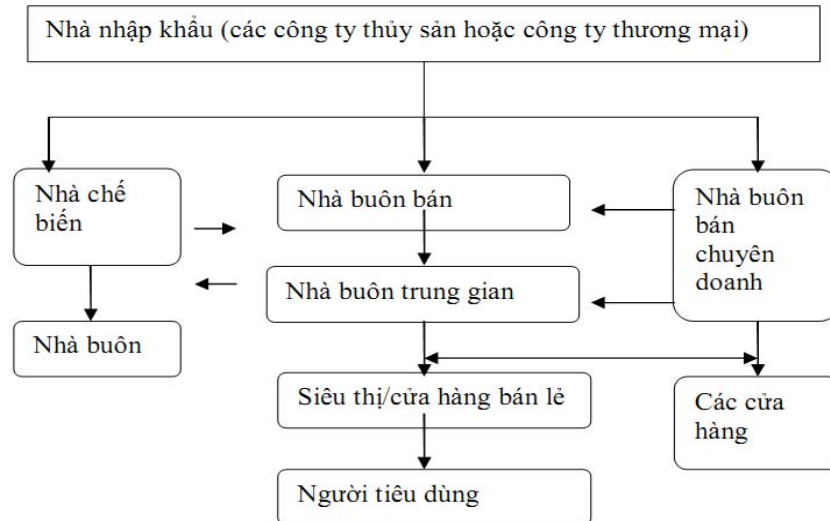 Nhà nhập khẩu (các công ty thủy sản hoặc công ty thương mại)
Nhà chế
biến
Nhà buôn bán
Nhà buôn
bán
chuyên
doanh
Nhà buôn trung gian
Nhà buôn
Siêu thị/cửa hàng bán lẻ
Các cửa
hàng
Người tiêu dùng